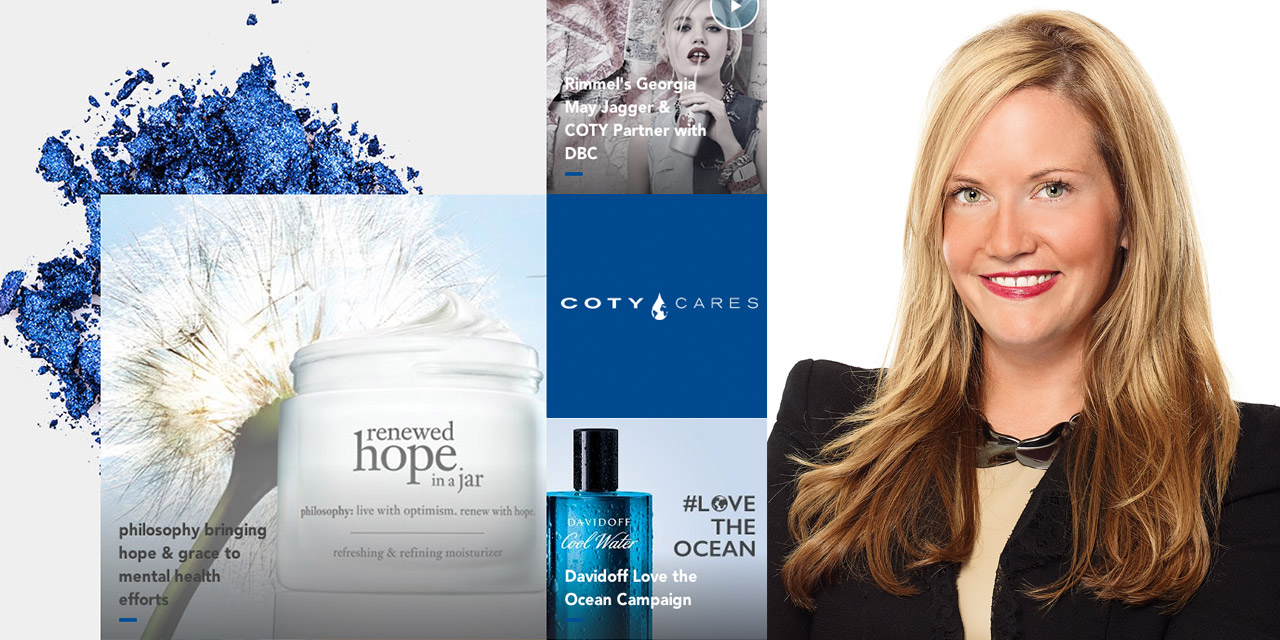 Rimmel's Georgia
May Jagger &
COTY Partner with
DBC
COTY CARES
renewed
hope
in a jar
philosophy: live with optimism. renew with hope.
refreshing & refining moisturizer
philosophy bringing
hope & grace to
mental health
efforts
DAVIDOFF
Cool Water
#LOVE
THE
OCEAN
Davidoff Love the
Ocean Campaign